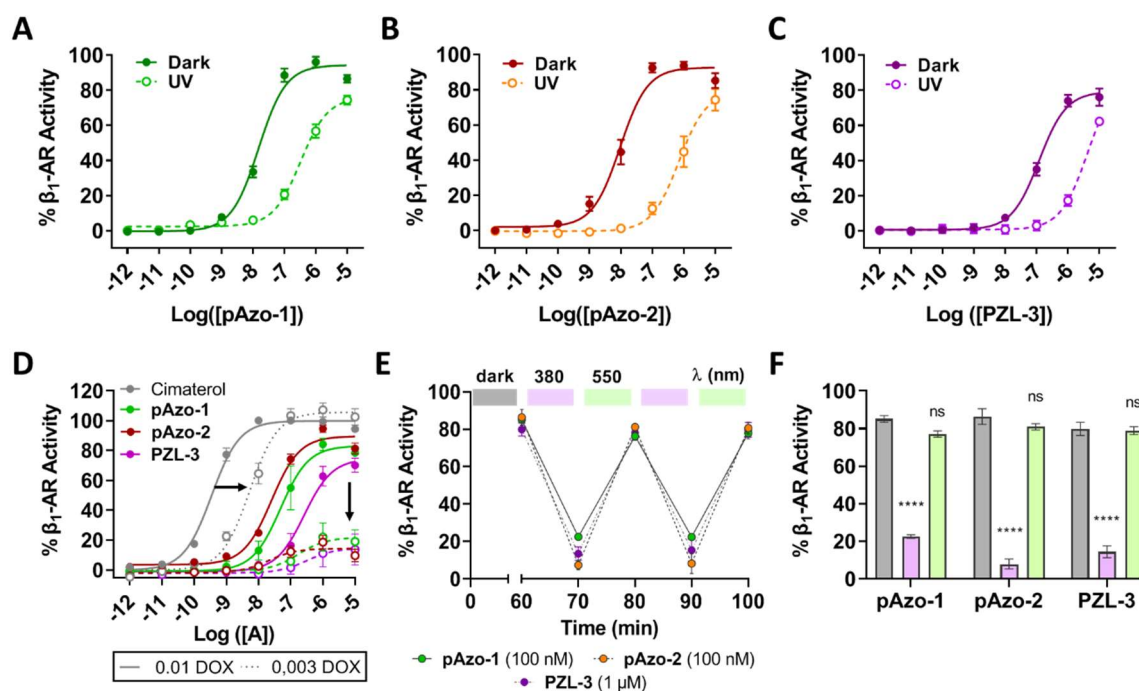 A
% β₁-AR Activity
100
80
60
40
20
0
Dark
UV
-12
-11
-10
-9
-8
-7
-6
-5
Log([pAzo-1])
B
% β₁-AR Activity
100
80
60
40
20
0
Dark
UV
-12
-11
-10
-9
-8
-7
-6
-5
Log([pAzo-2])
C
% β₁-AR Activity
100
80
60
40
20
0
Dark
UV
-12
-11
-10
-9
-8
-7
-6
-5
Log ([PZL-3])
D
% β₁-AR Activity
120
100
80
60
40
20
0
Cimaterol
pAzo-1
pAzo-2
PZL-3
-12
-11
-10
-9
-8
-7
-6
-5
Log ([A])
0.01 DOX
0,003 DOX
E
dark
380
550
λ (nm)
% β₁-AR Activity
100
80
60
40
20
0
0
60
70
80
90
100
Time (min)
pAzo-1 (100 nM)
pAzo-2 (100 nM)
PZL-3 (1 µM)
F
% β₁-AR Activity
100
80
60
40
20
0
ns
ns
ns
****
****
****
pAzo-1
pAzo-2
PZL-3